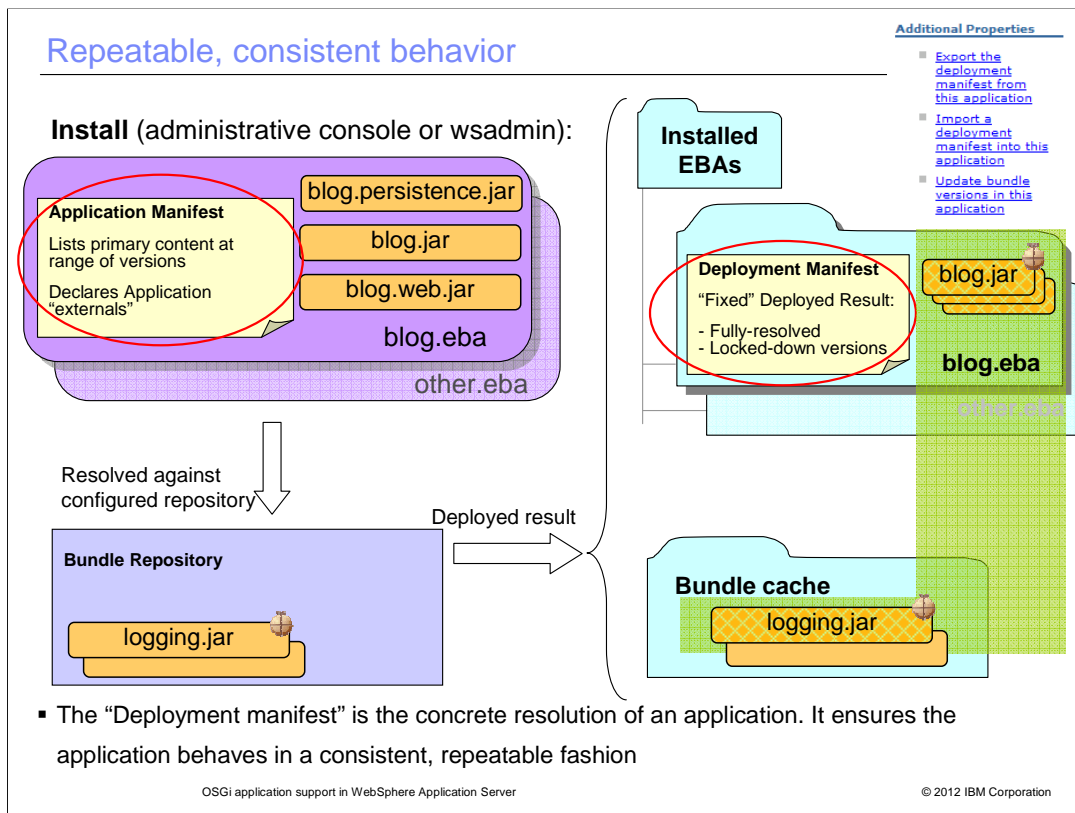 Repeatable, consistent behavior
Additional Properties
Export the
deployment
manifest from
this application
Import a
deployment
manifest into this
application
Update bundle
versions in this
application
Install (administrative console or wsadmin):
Application Manifest
Lists primary content at
range of versions
Declares Application
“externals”
blog.persistence.jar
blog.jar
blog.web.jar
blog.eba
other.eba
Resolved against
configured repository
Bundle Repository
logging.jar
Deployed result
Installed
EBAs
Deployment Manifest
“Fixed” Deployed Result:
- Fully-resolved
- Locked-down versions
blog.jar
blog.eba
other.eba
Bundle cache
logging.jar
▪ The “Deployment manifest” is the concrete resolution of an application. It ensures the
application behaves in a consistent, repeatable fashion
OSGi application support in WebSphere Application Server
© 2012 IBM Corporation